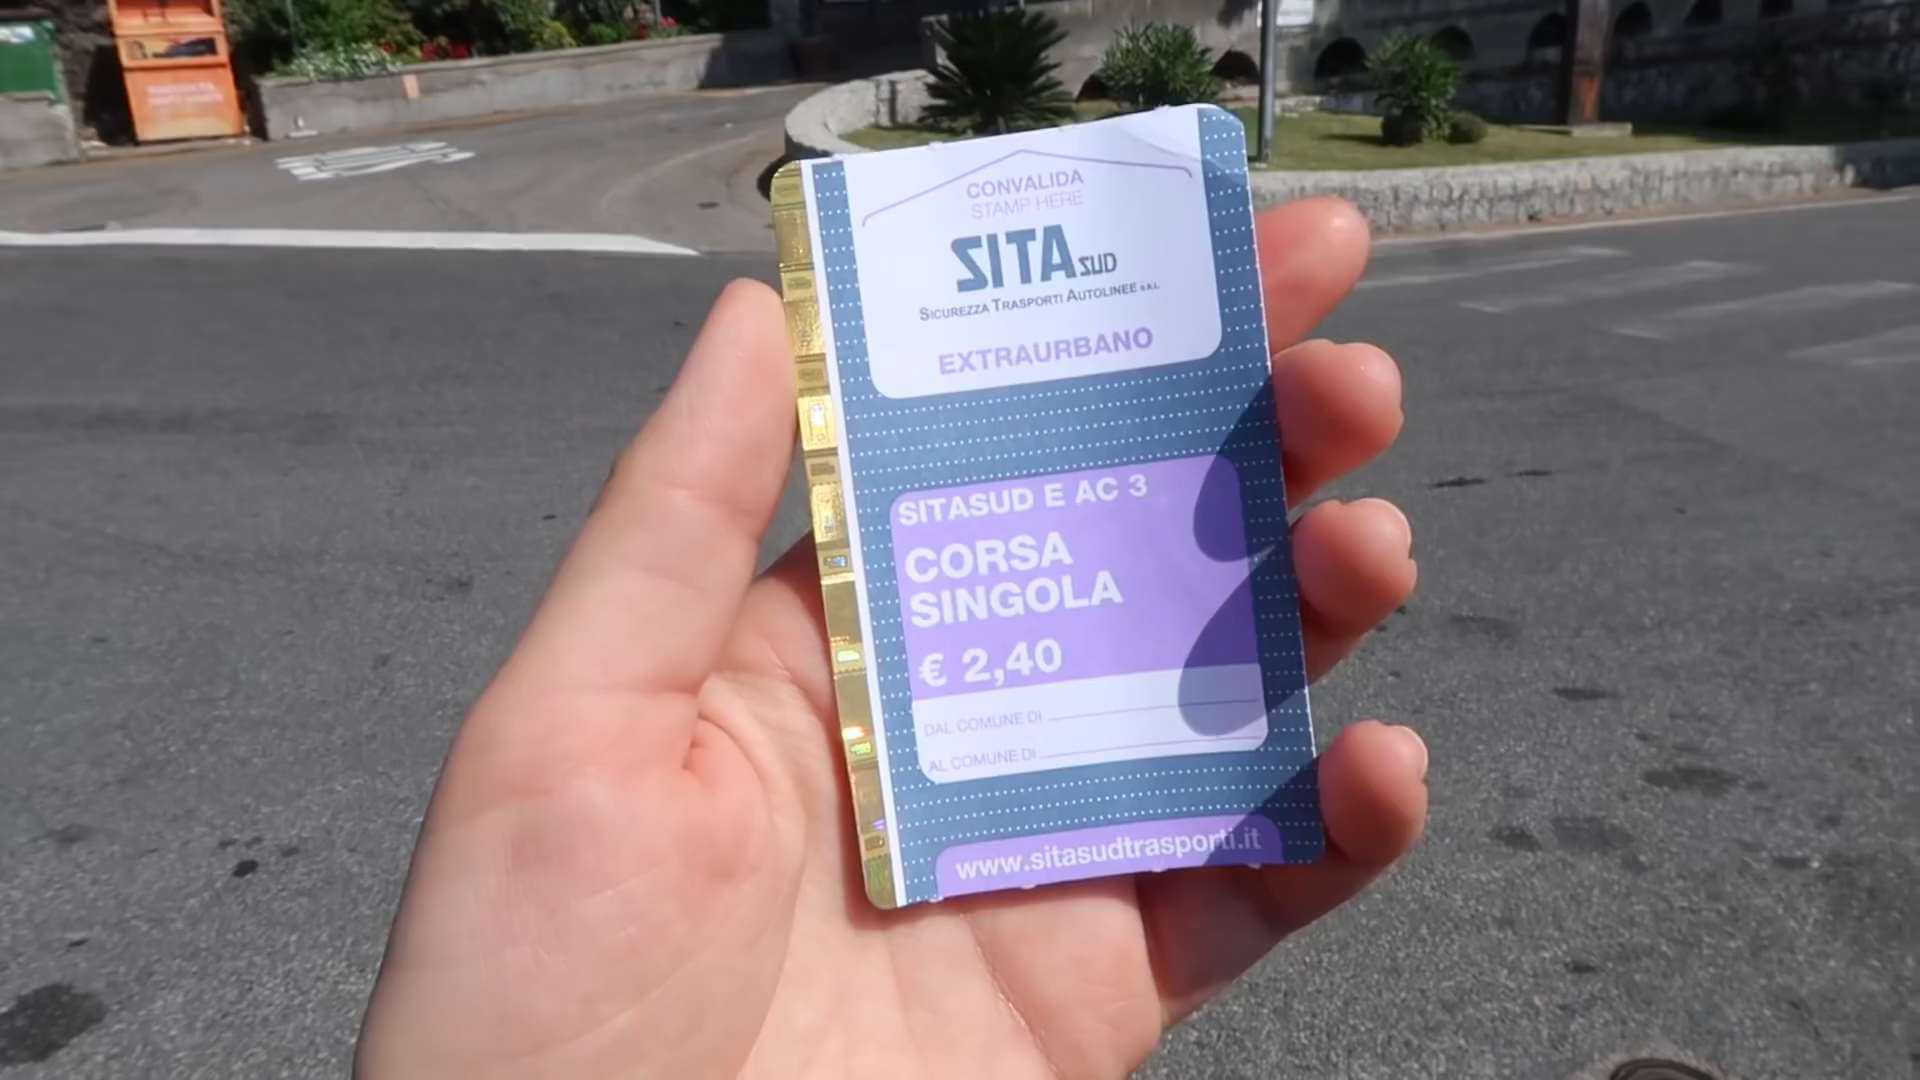 CONVALIDA
STAMP HERE
SITA SUD
SICUREZZA TRASPORTI AUTOLINEE S.R.L.
EXTRAURBANO
SITASUD E AC 3
CORSA
SINGOLA
€ 2,40
DAL COMUNE DI
AL COMUNE DI
www.sitasudtrasporti.it